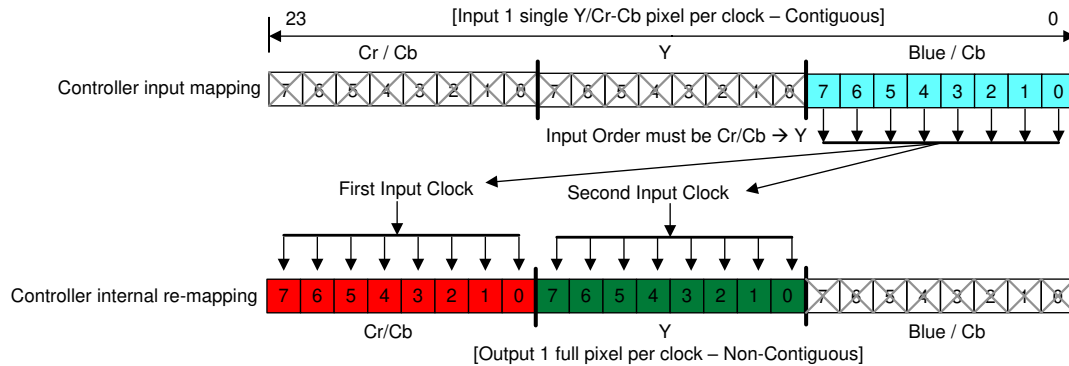 23 [Input 1 single Y/Cr-Cb pixel per clock – Contiguous] 0
Cr / Cb Y Blue / Cb
Controller input mapping 7 6 5 4 3 2 1 0 7 6 5 4 3 2 1 0 7 6 5 4 3 2 1 0
Input Order must be Cr/Cb → Y
First Input Clock Second Input Clock
Controller internal re-mapping 7 6 5 4 3 2 1 0 7 6 5 4 3 2 1 0 7 6 5 4 3 2 1 0
Cr/Cb Y Blue / Cb
[Output 1 full pixel per clock – Non-Contiguous]